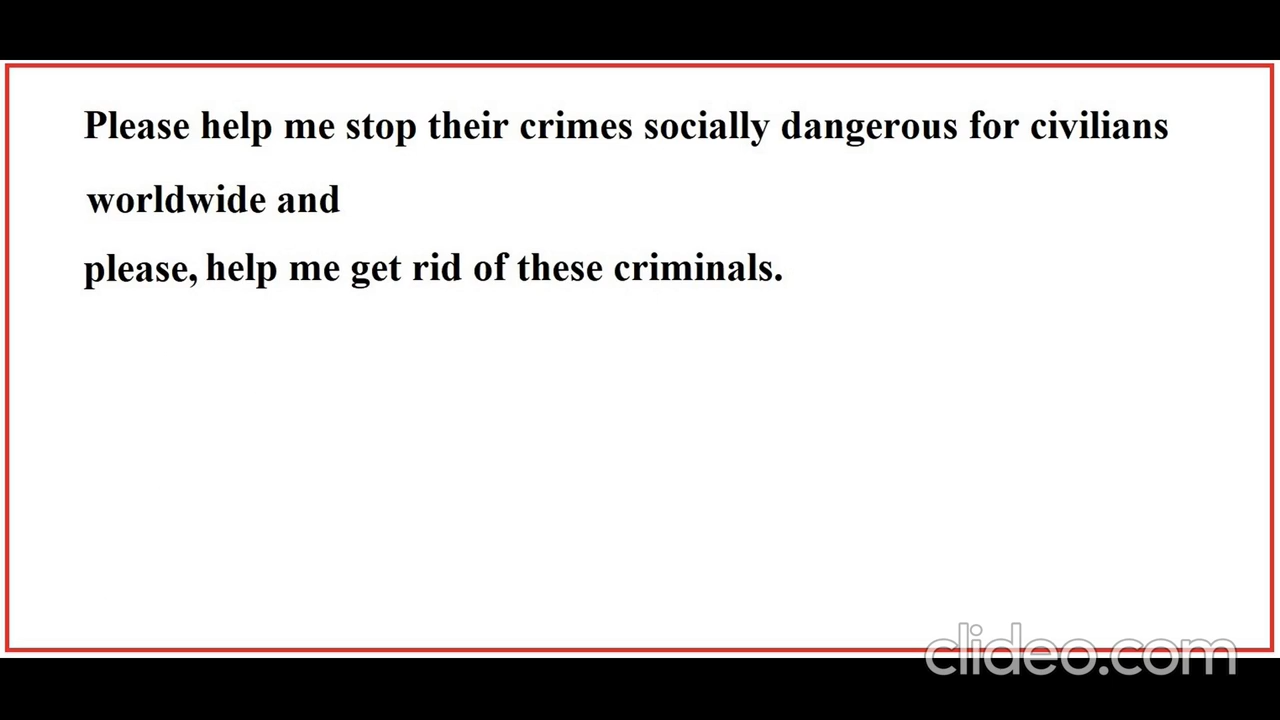 Please help me stop their crimes socially dangerous for civilians
worldwide and
please, help me get rid of these criminals.
clideo.com